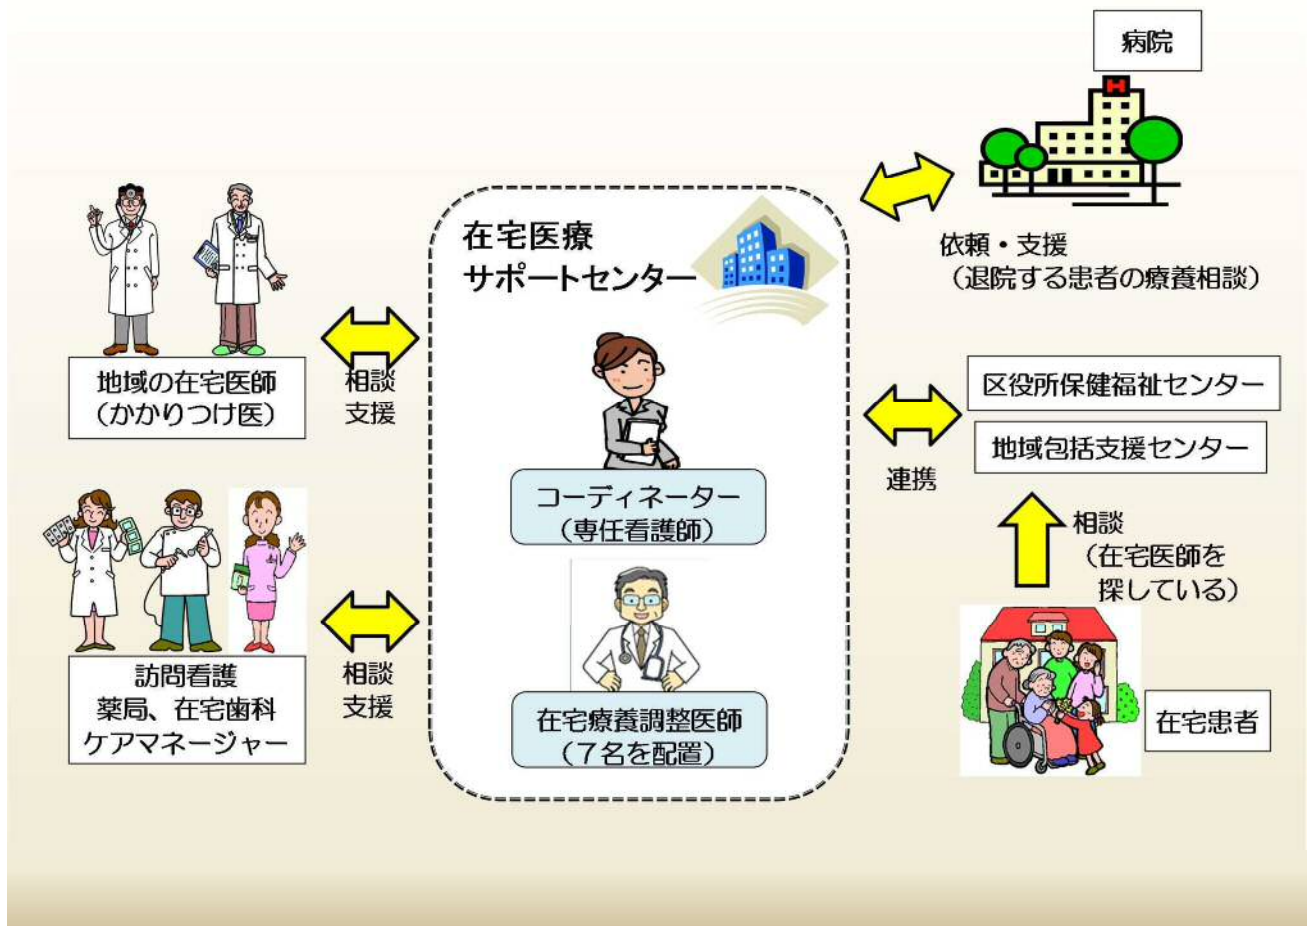 病院
依頼・支援
（退院する患者の療養相談）
在宅医療
サポートセンター
地域の在宅医師
（かかりつけ医）
相談
支援
コーディネーター
（専任看護師）
在宅療養調整医師
（７名を配置）
訪問看護
薬局、在宅歯科
ケアマネージャー
相談
支援
区役所保健福祉センター
地域包括支援センター
連携
相談
（在宅医師を
探している）
在宅患者
H